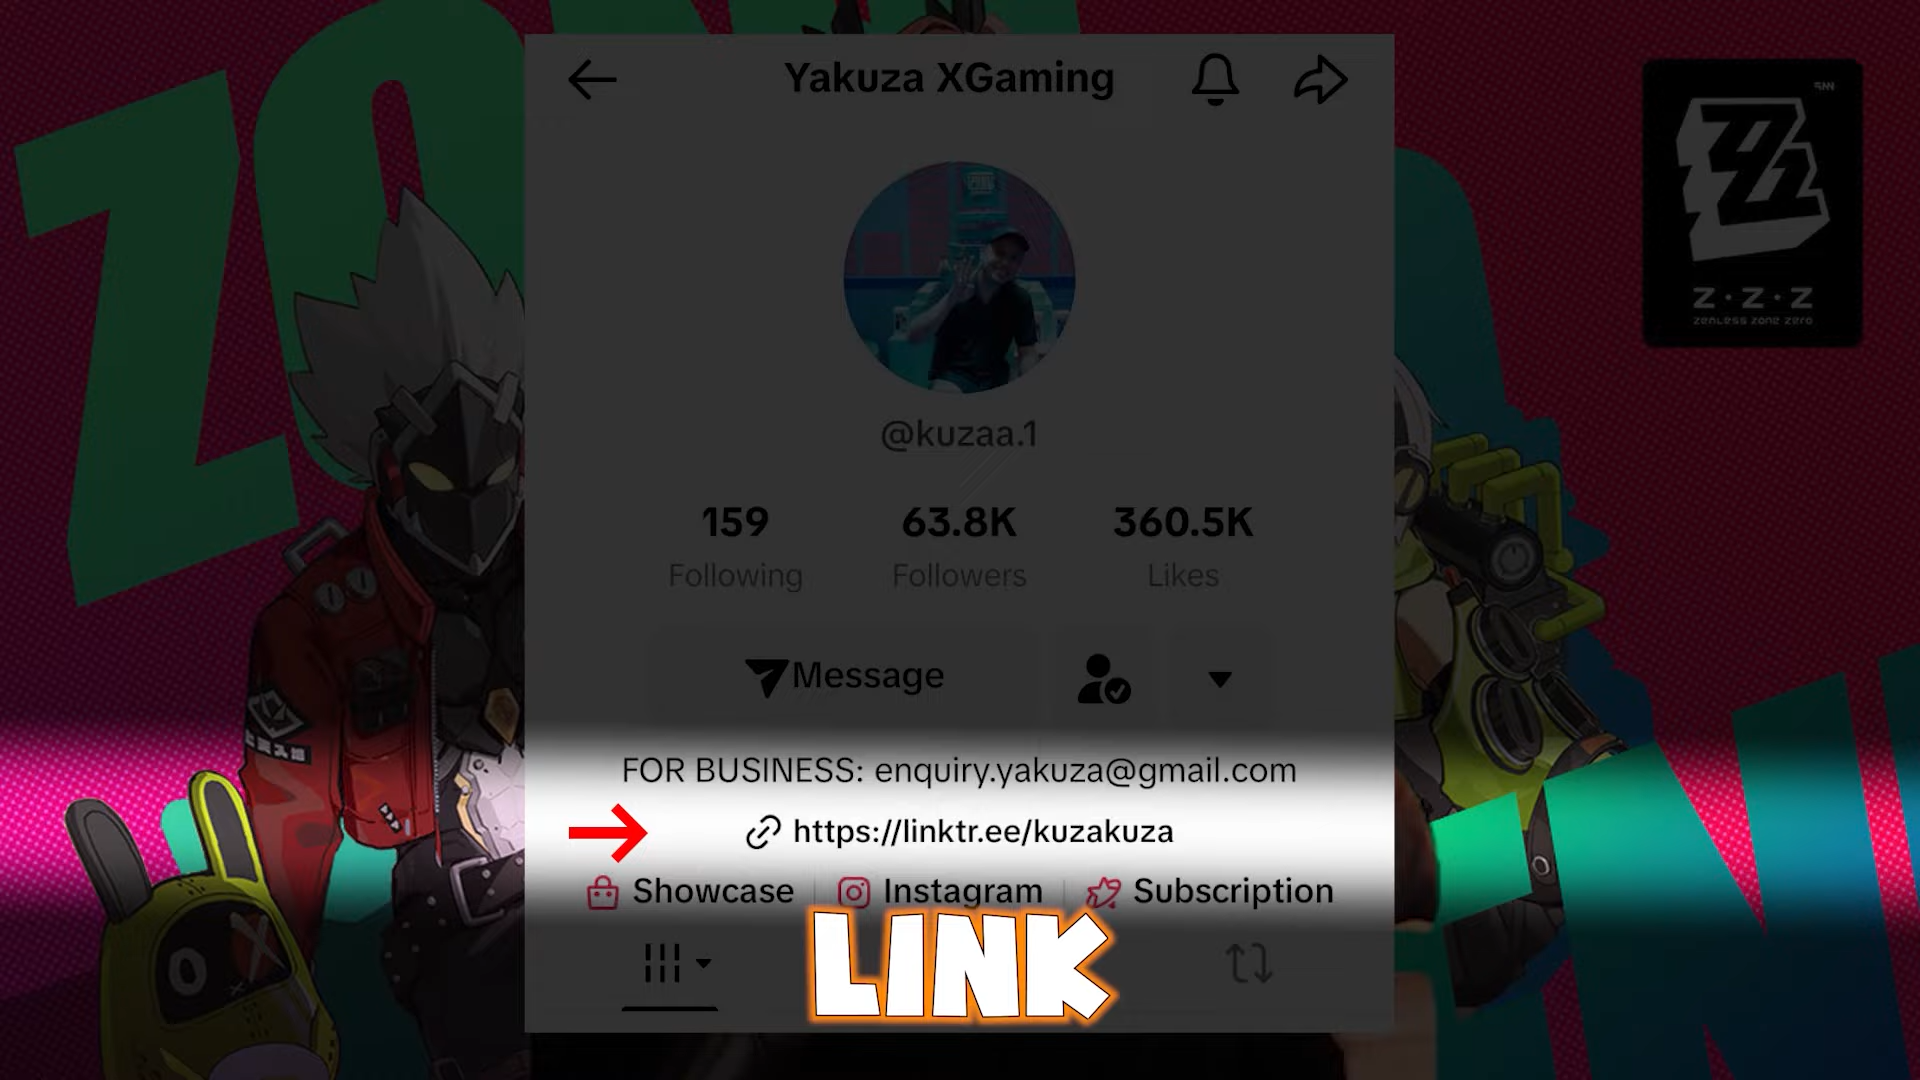 Yakuza XGaming
@kuzaa.1
159 63.8K 360.5K
Following Followers Likes
Message
FOR BUSINESS: enquiry.yakuza@gmail.com
https://linktr.ee/kuzakuza
Showcase Instagram Subscription
LINK
Z·Z·Z
ZENLESS ZONE ZERO